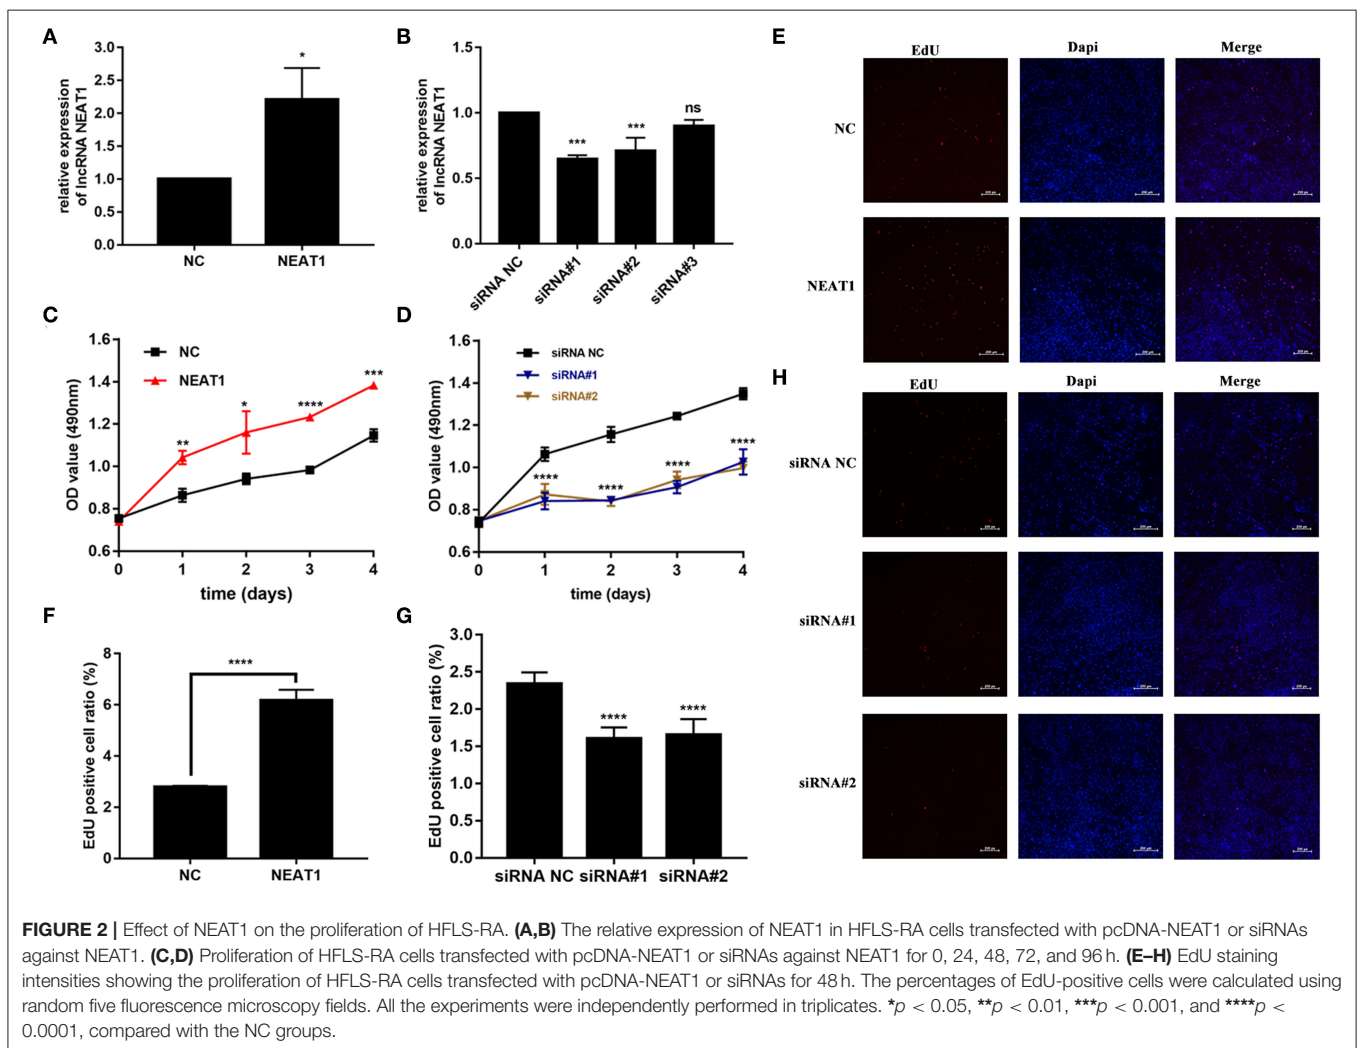 A
3.0
2.5
2.0
1.5
1.0
0.5
0.0
relative expression
of lncRNA NEAT1
*
NC
NEAT1
B
1.5
1.0
0.5
0.0
relative expression
of lncRNA NEAT1
***
***
ns
siRNA NC
siRNA#1
siRNA#2
siRNA#3
C
1.6
1.4
1.2
1.0
0.8
0.6
OD value (490nm)
NC
NEAT1
**
*
****
***
0 1 2 3 4
time (days)
D
1.6
1.4
1.2
1.0
0.8
0.6
OD value (490nm)
siRNA NC
siRNA#1
siRNA#2
****
****
****
****
0 1 2 3 4
time (days)
F
8
6
4
2
0
EdU positive cell ratio (%)
****
NC
NEAT1
G
3.0
2.5
2.0
1.5
1.0
0.5
0.0
EdU positive cell ratio (%)
****
****
siRNA NC siRNA#1 siRNA#2
E
EdU Dapi Merge
NC
NEAT1
H
EdU Dapi Merge
siRNA NC
siRNA#1
siRNA#2
FIGURE 2 | Effect of NEAT1 on the proliferation of HFLS-RA. (A,B) The relative expression of NEAT1 in HFLS-RA cells transfected with pcDNA-NEAT1 or siRNAs
against NEAT1. (C,D) Proliferation of HFLS-RA cells transfected with pcDNA-NEAT1 or siRNAs against NEAT1 for 0, 24, 48, 72, and 96 h. (E–H) EdU staining
intensities showing the proliferation of HFLS-RA cells transfected with pcDNA-NEAT1 or siRNAs for 48 h. The percentages of EdU-positive cells were calculated using
random five fluorescence microscopy fields. All the experiments were independently performed in triplicates. *p < 0.05, **p < 0.01, ***p < 0.001, and ****p <
0.0001, compared with the NC groups.